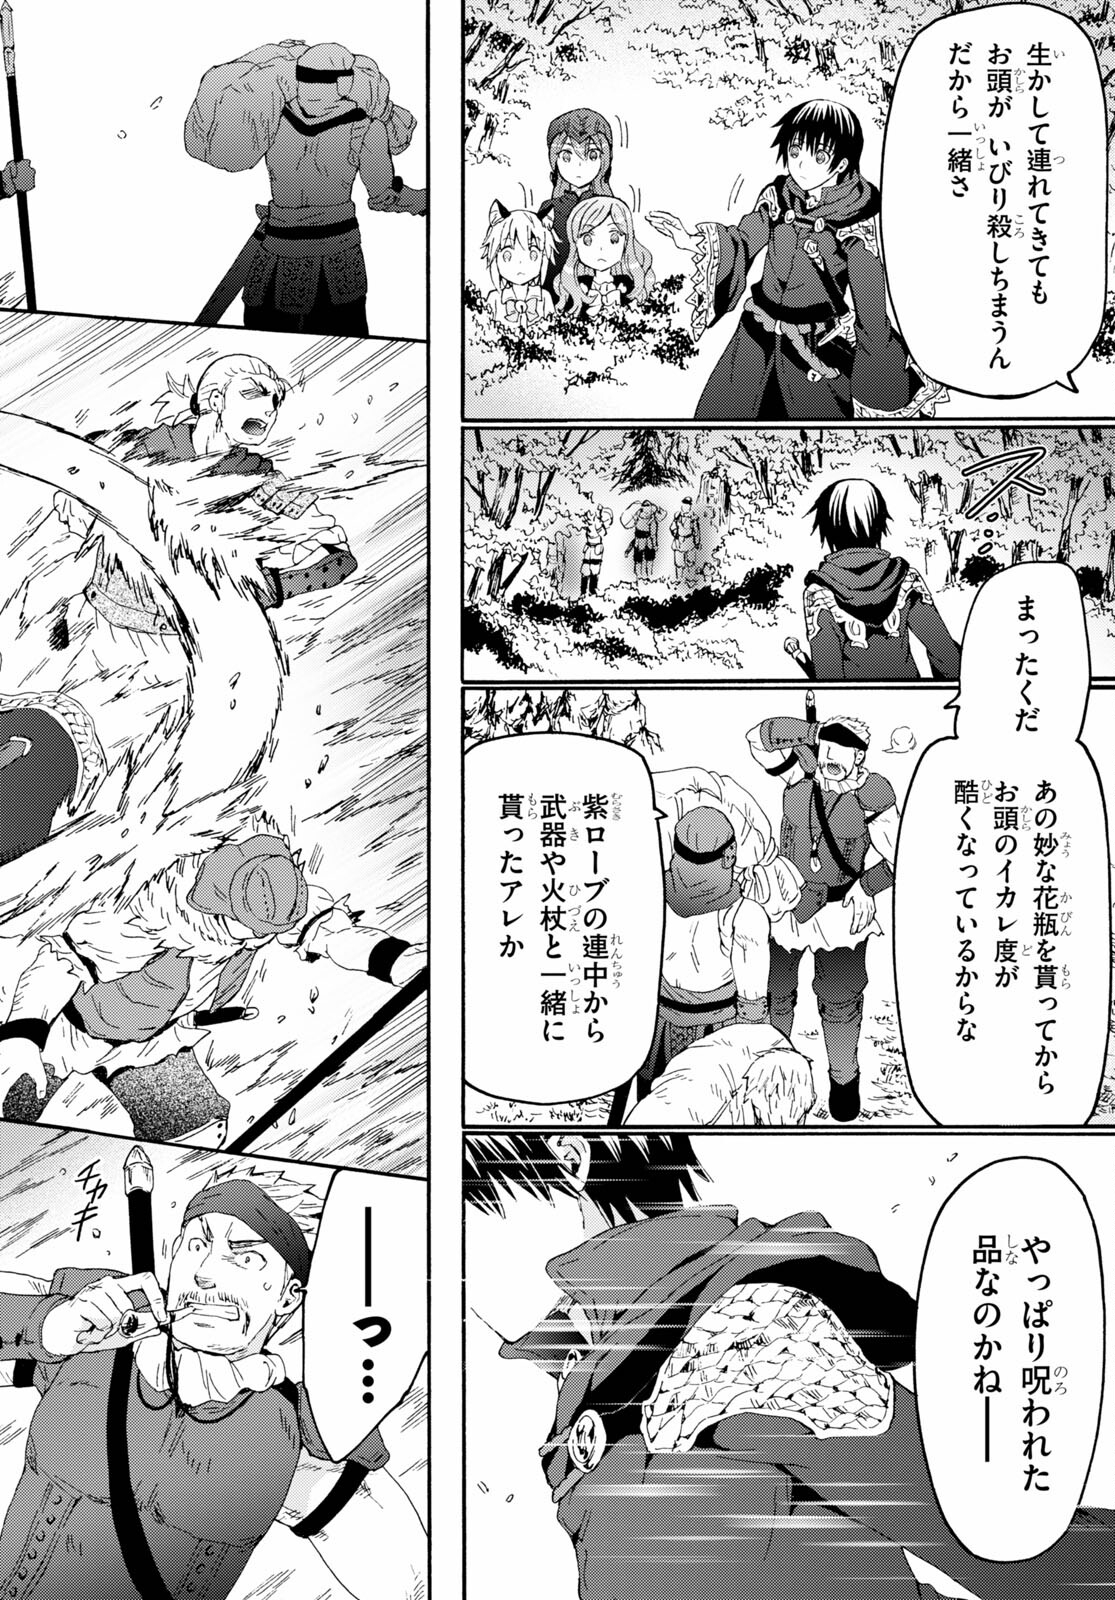 生かして連れてきても
お頭が いびり殺しちまうん
だから一緒さ
ス…
まったくだ
あの妙な花瓶を貰ってから
お頭のイカレ度が
酷くなっているからな
紫ローブの連中から
武器や火杖と一緒に
貰ったアレか
やっぱり呪われた
品なのかね──
──っ…
チャキ